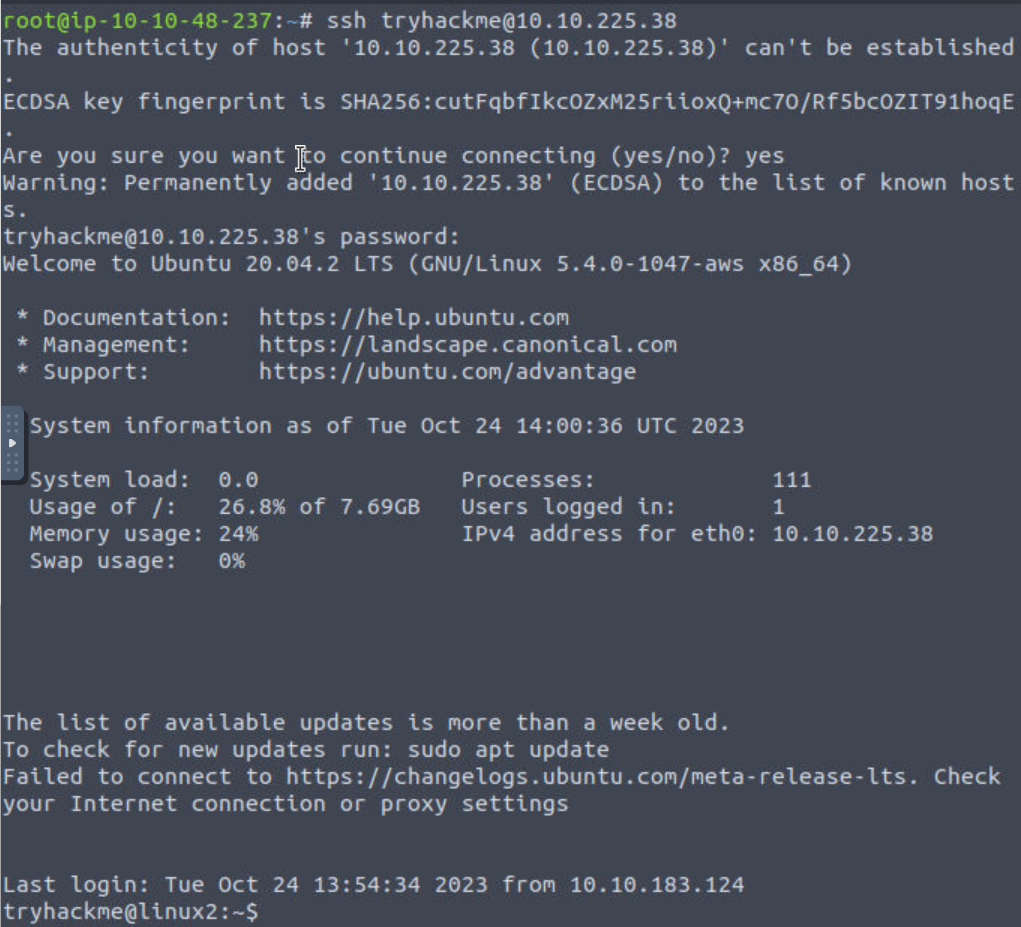 root@ip-10-10-48-237:~# ssh tryhackme@10.10.225.38
The authenticity of host '10.10.225.38 (10.10.225.38)' can't be established
.
ECDSA key fingerprint is SHA256:cutFqbfIkcOZxM25riioxQ+mc7O/Rf5bcOZIT91hoqE
.
Are you sure you want to continue connecting (yes/no)? yes
Warning: Permanently added '10.10.225.38' (ECDSA) to the list of known host
s.
tryhackme@10.10.225.38's password:
Welcome to Ubuntu 20.04.2 LTS (GNU/Linux 5.4.0-1047-aws x86_64)
* Documentation:  https://help.ubuntu.com
* Management:     https://landscape.canonical.com
* Support:        https://ubuntu.com/advantage
System information as of Tue Oct 24 14:00:36 UTC 2023
System load:  0.0               Processes:             111
Usage of /:   26.8% of 7.69GB   Users logged in:       1
Memory usage: 24%               IPv4 address for eth0: 10.10.225.38
Swap usage:   0%
The list of available updates is more than a week old.
To check for new updates run: sudo apt update
Failed to connect to https://changelogs.ubuntu.com/meta-release-lts. Check
your Internet connection or proxy settings
Last login: Tue Oct 24 13:54:34 2023 from 10.10.183.124
tryhackme@linux2:~$